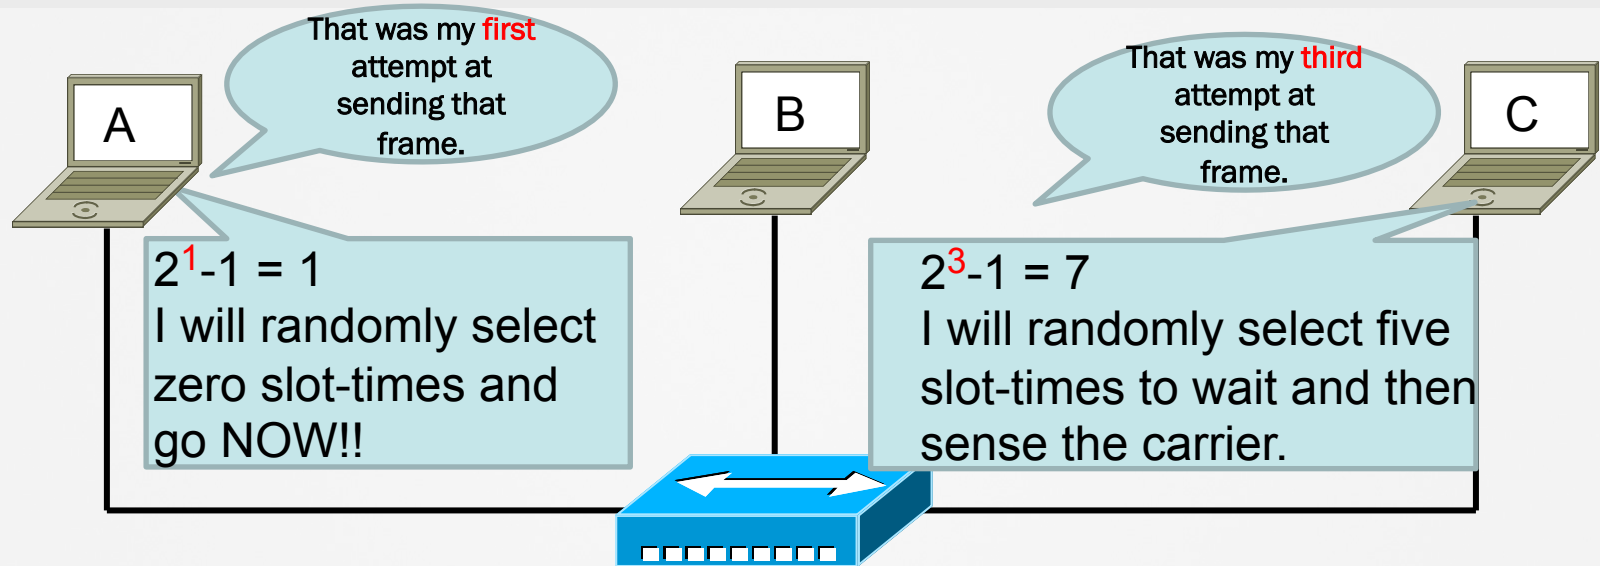 That was my first
attempt at
sending that
frame.
That was my third
attempt at
sending that
frame.
A
B
C
2¹-1 = 1
I will randomly select
zero slot-times and
go NOW!!
2³-1 = 7
I will randomly select five
slot-times to wait and then
sense the carrier.